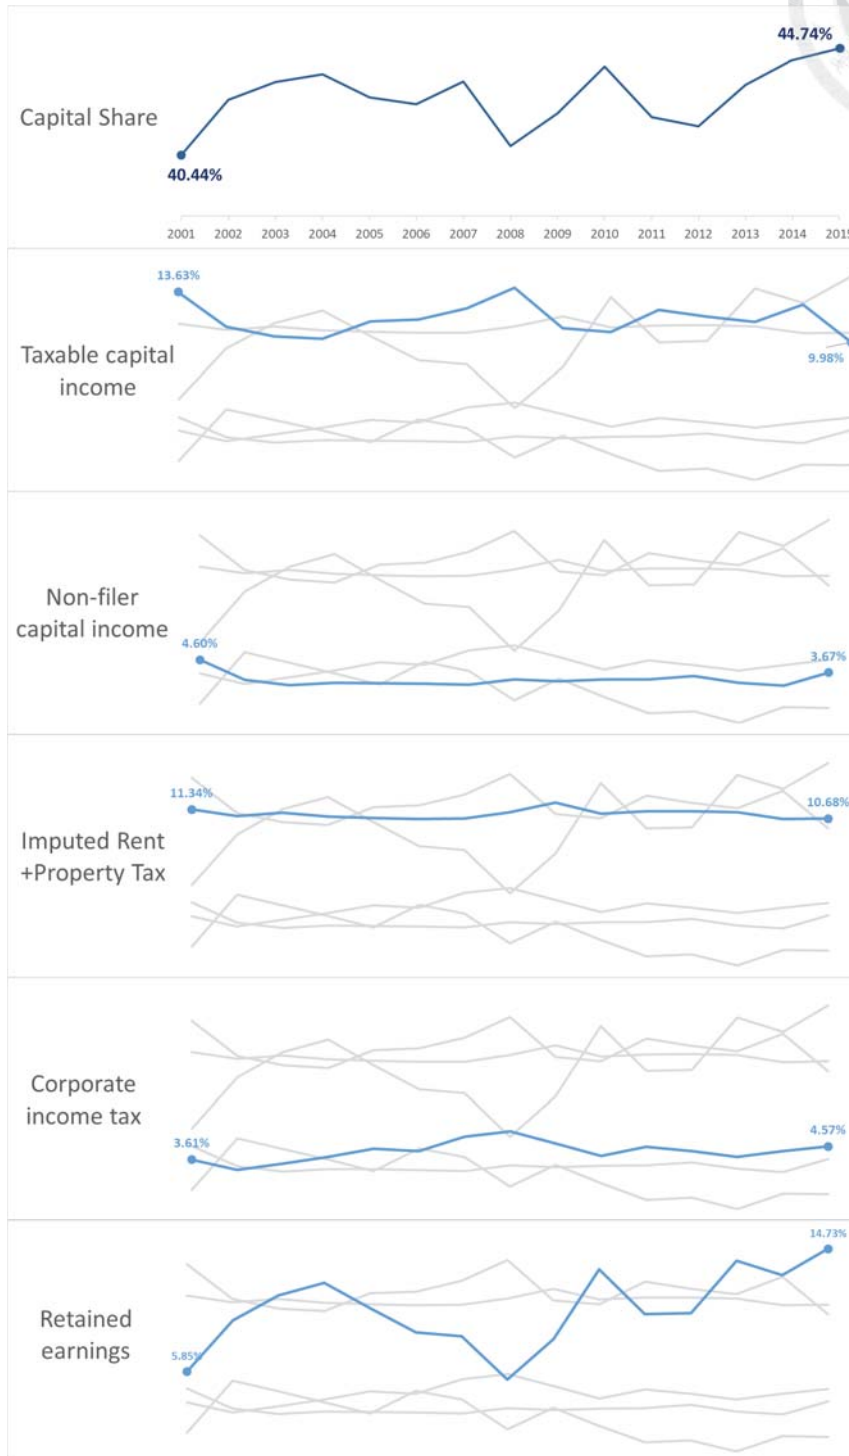 44.74%
Capital Share
40.44%
2001 2002 2003 2004 2005 2006 2007 2008 2009 2010 2011 2012 2013 2014 2015
13.63%
Taxable capital
income
9.98%
Non-filer
capital income
4.60%
3.67%
11.34%
10.68%
Imputed Rent
+Property Tax
Corporate
income tax
3.61%
4.57%
14.73%
Retained
earnings
5.85%